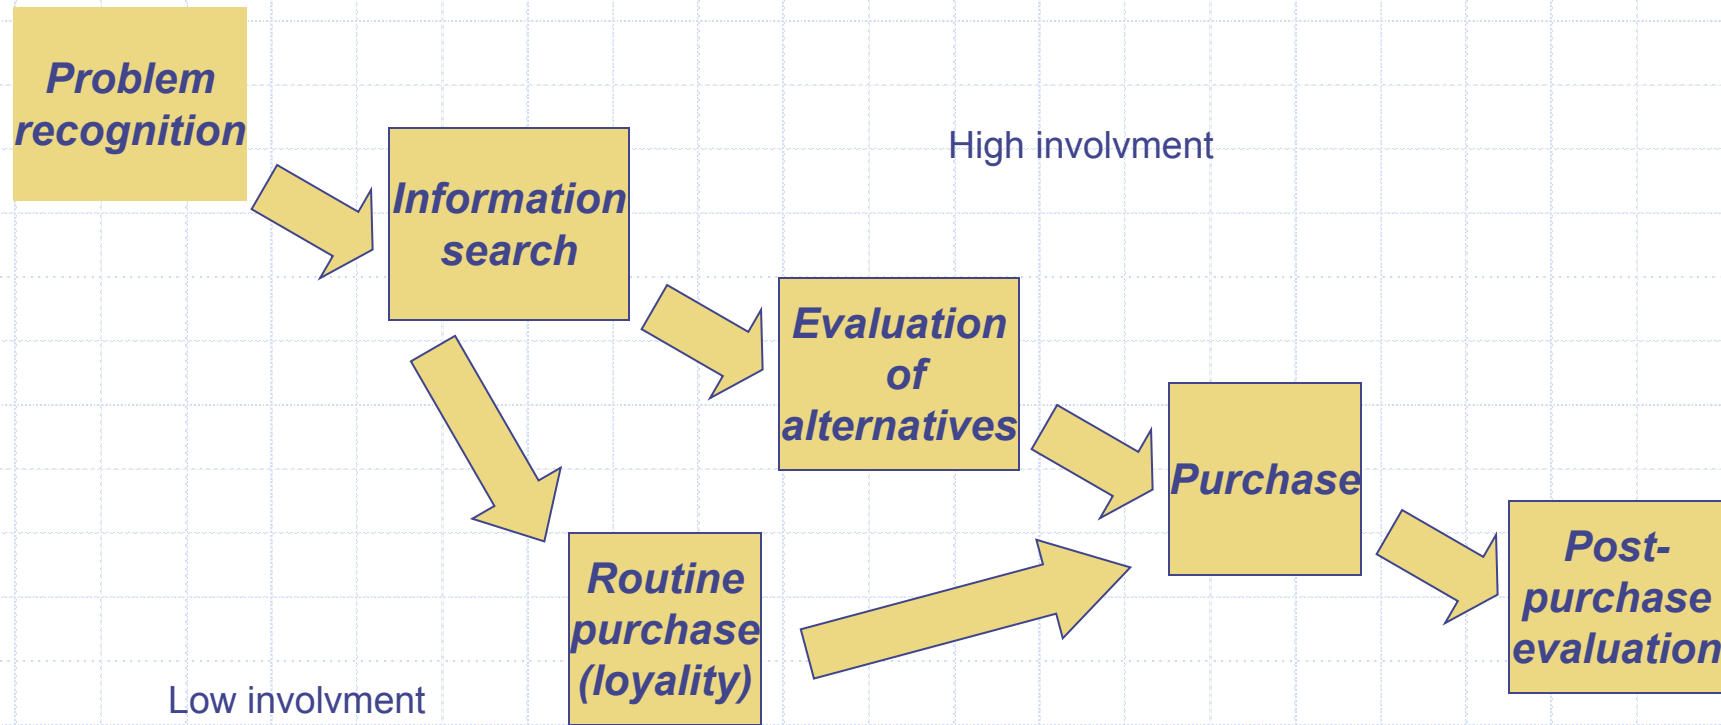 Problem
recognition
Information
search
High involvment
Evaluation
of
alternatives
Purchase
Routine
purchase
(loyality)
Post-
purchase
evaluation
Low involvment